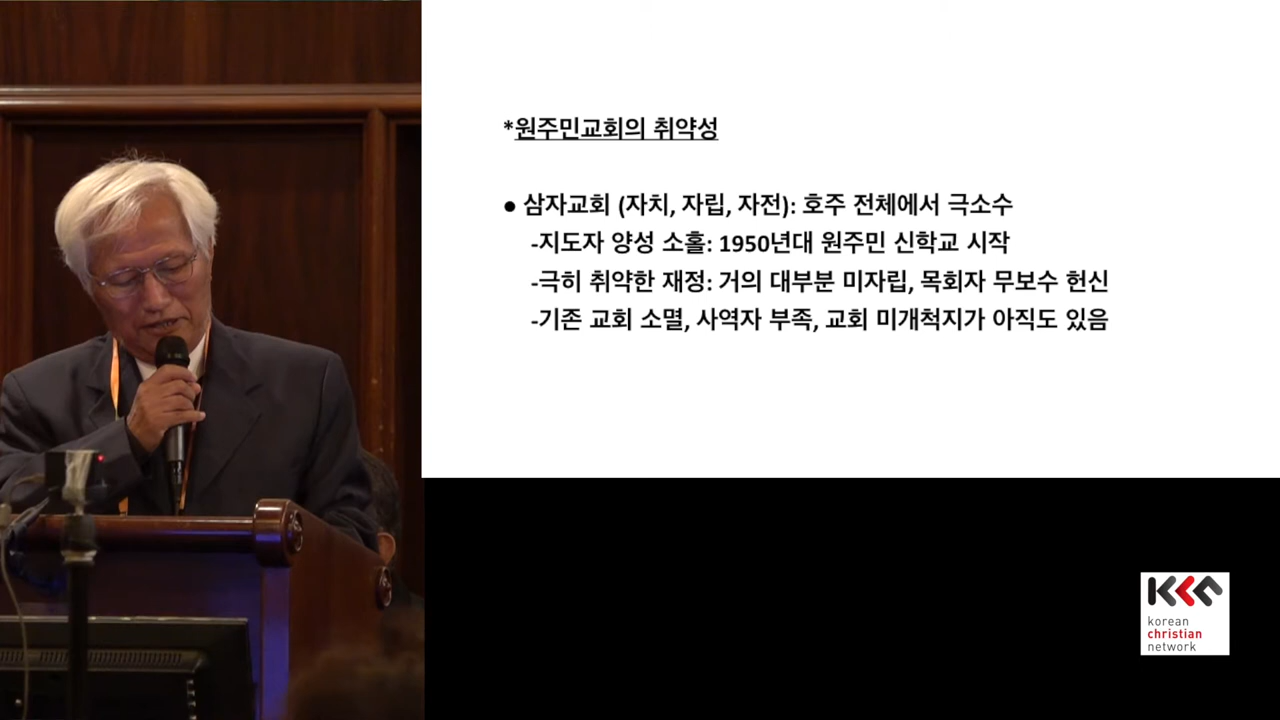 *원주민교회의 취약성
● 삼자교회 (자치, 자립, 자전): 호주 전체에서 극소수
-지도자 양성 소홀: 1950년대 원주민 신학교 시작
-극히 취약한 재정: 거의 대부분 미자립, 목회자 무보수 헌신
-기존 교회 소멸, 사역자 부족, 교회 미개척지가 아직도 있음
KCN
korean
christian
network